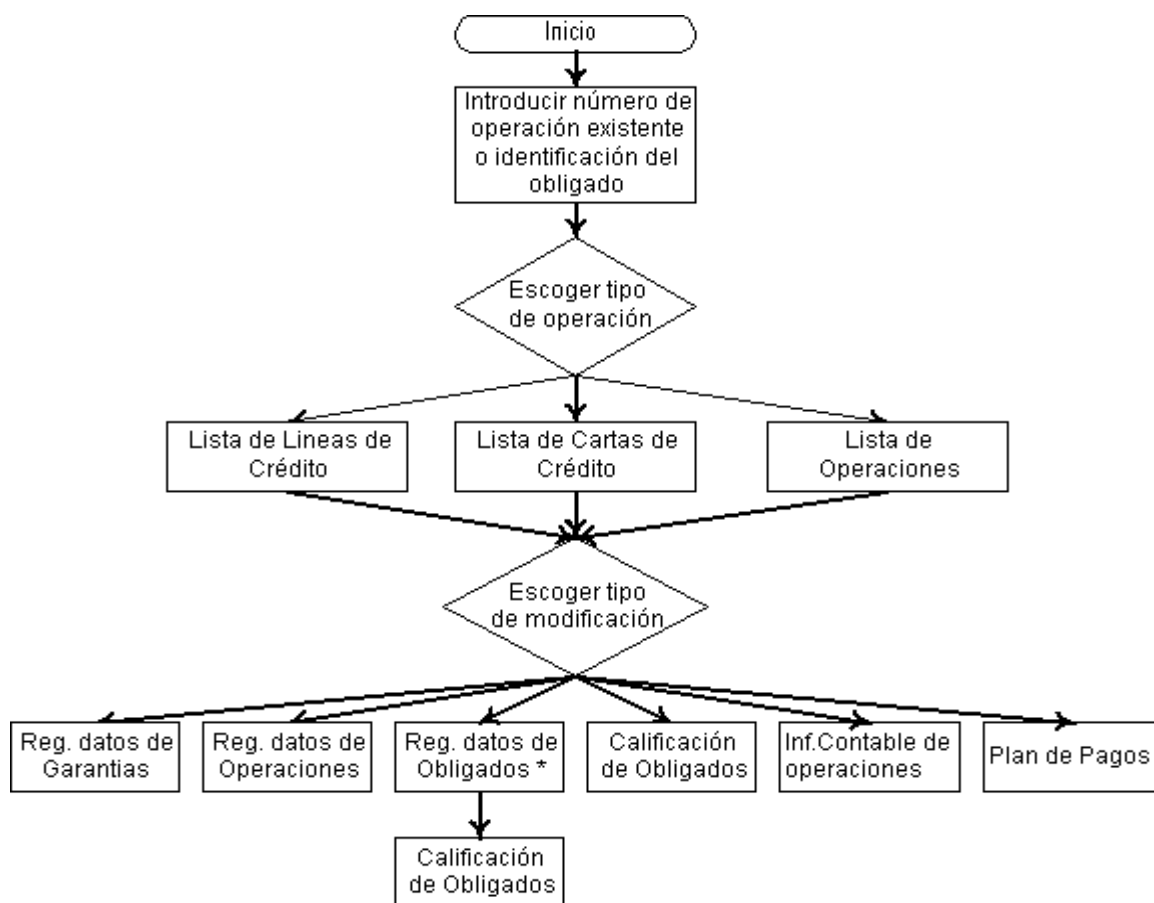 Inicio
Introducir número de
operación existente
o identificación del
obligado
Escoger tipo
de operación
Lista de Lineas de
Crédito
Lista de Cartas de
Crédito
Lista de
Operaciones
Escoger tipo
de modificación
Reg. datos de
Garantias
Reg. datos de
Operaciones
Reg. datos de
Obligados *
Calificación
de Obligados
Inf.Contable de
operaciones
Plan de Pagos
Calificación
de Obligados